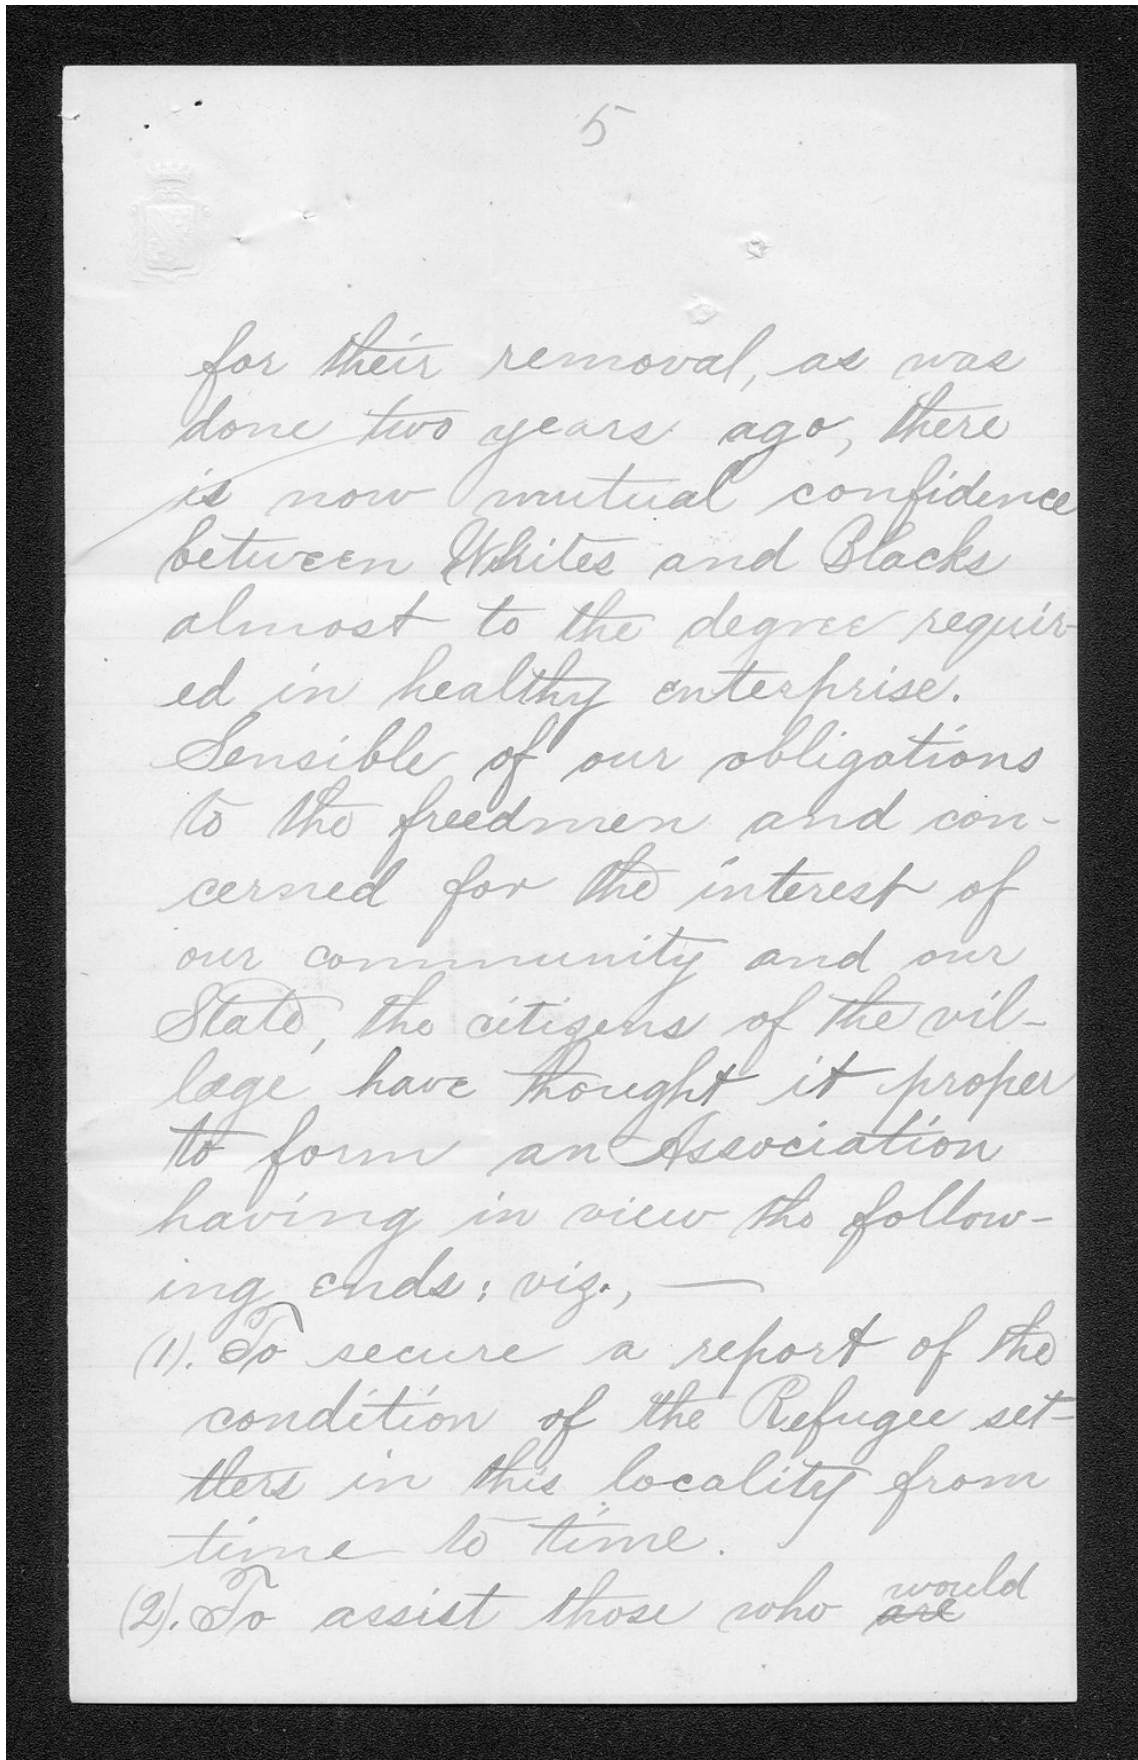 5
for their removal, as was
done two years ago, there
is now mutual confidence
between Whites and Blacks
almost to the degree requir-
ed in healthy enterprise.
Sensible of our obligations
to the freedmen and con-
cerned for the interest of
our community and our
State, the citizens of the vil-
lage have thought it proper
to form an Association
having in view the follow-
ing ends: viz., —
(1). To secure a report of the
condition of the Refugee set-
tlers in this locality from
time to time.
would
(2). To assist those who are